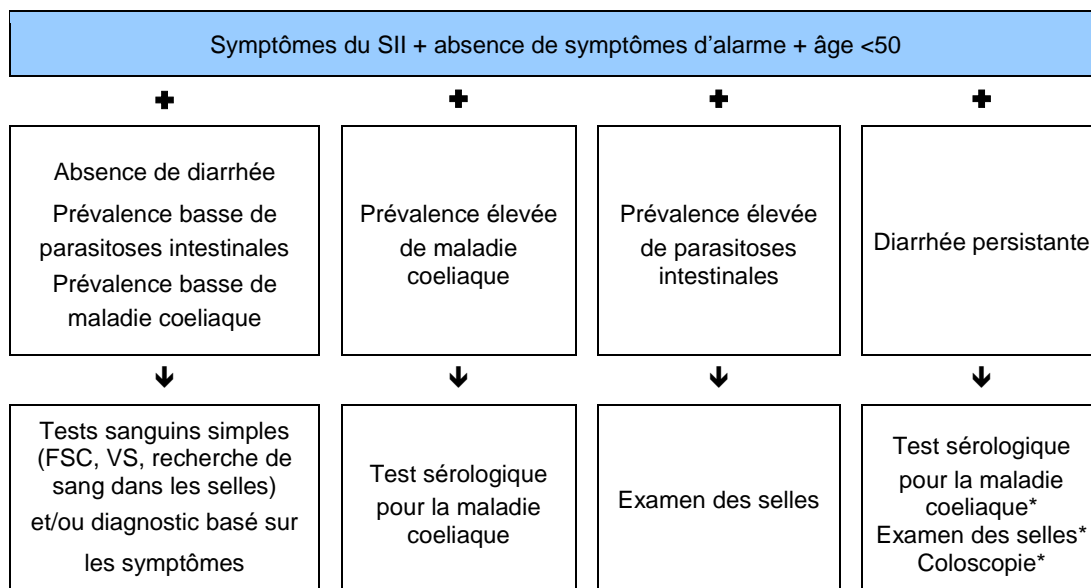 Symptômes du SII + absence de symptômes d'alarme + âge <50
+ + + +
Absence de diarrhée
Prévalence basse de
parasitoses intestinales
Prévalence basse de
maladie coeliaque
Prévalence élevée
de maladie
coeliaque
Prévalence élevée
de parasitoses
intestinales
Diarrhée persistante
Tests sanguins simples
(FSC, VS, recherche de
sang dans les selles)
et/ou diagnostic basé sur
les symptômes
Test sérologique
pour la maladie
coeliaque
Examen des selles
Test sérologique
pour la maladie
coeliaque*
Examen des selles*
Coloscopie*